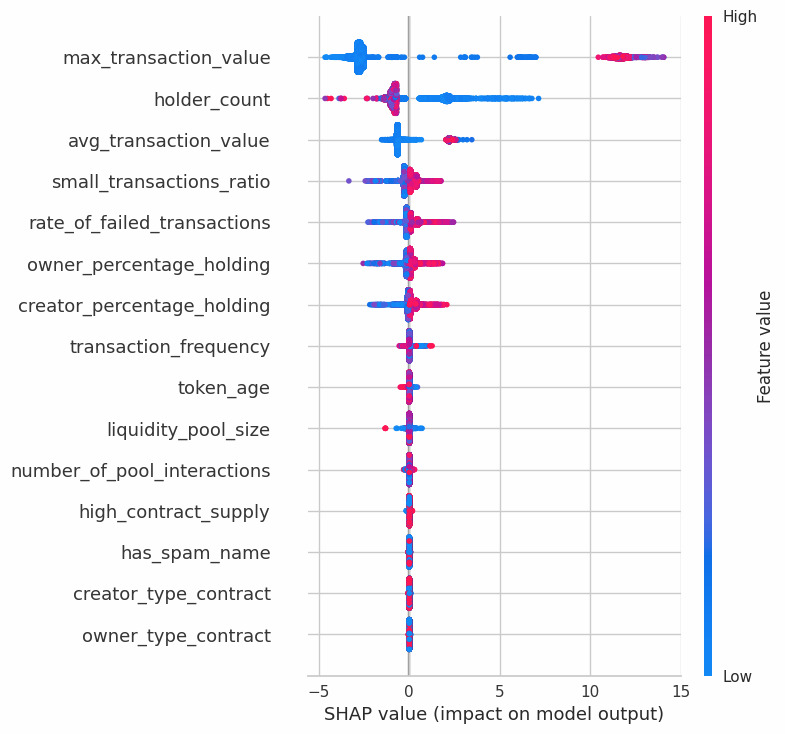 High
max_transaction_value
holder_count
avg_transaction_value
small_transactions_ratio
rate_of_failed_transactions
owner_percentage_holding
creator_percentage_holding
transaction_frequency
token_age
liquidity_pool_size
number_of_pool_interactions
high_contract_supply
has_spam_name
creator_type_contract
owner_type_contract
Feature value
Low
−5 0 5 10 15
SHAP value (impact on model output)